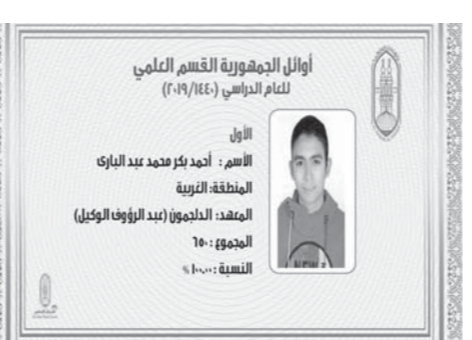 أوائل الجمهورية القسم العلمي
للعام الدراسي (١٤٤٠/٢٠١٩)
الأول
الأسم : أحمد بكر محمد عبد البارى
المنطقة: الغربية
المعهد: الدلجمون (عبد الرؤوف الوكيل)
المجموع : ٦٥٠
النسبة : ١٠٠,٠٠ %
NEW